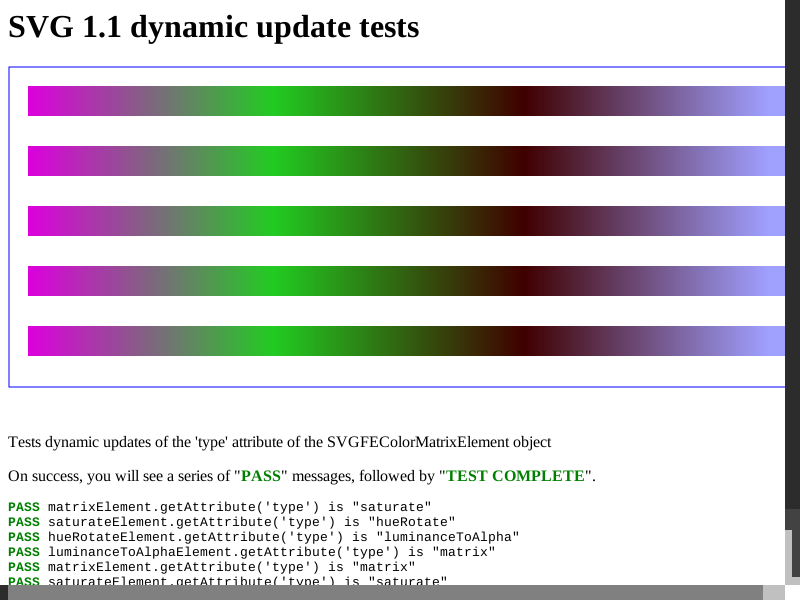 SVG 1.1 dynamic update tests
Tests dynamic updates of the 'type' attribute of the SVGFEColorMatrixElement object
On success, you will see a series of "PASS" messages, followed by "TEST COMPLETE".
PASS matrixElement.getAttribute('type') is "saturate"
PASS saturateElement.getAttribute('type') is "hueRotate"
PASS hueRotateElement.getAttribute('type') is "luminanceToAlpha"
PASS luminanceToAlphaElement.getAttribute('type') is "matrix"
PASS matrixElement.getAttribute('type') is "matrix"
PASS saturateElement.getAttribute('type') is "saturate"